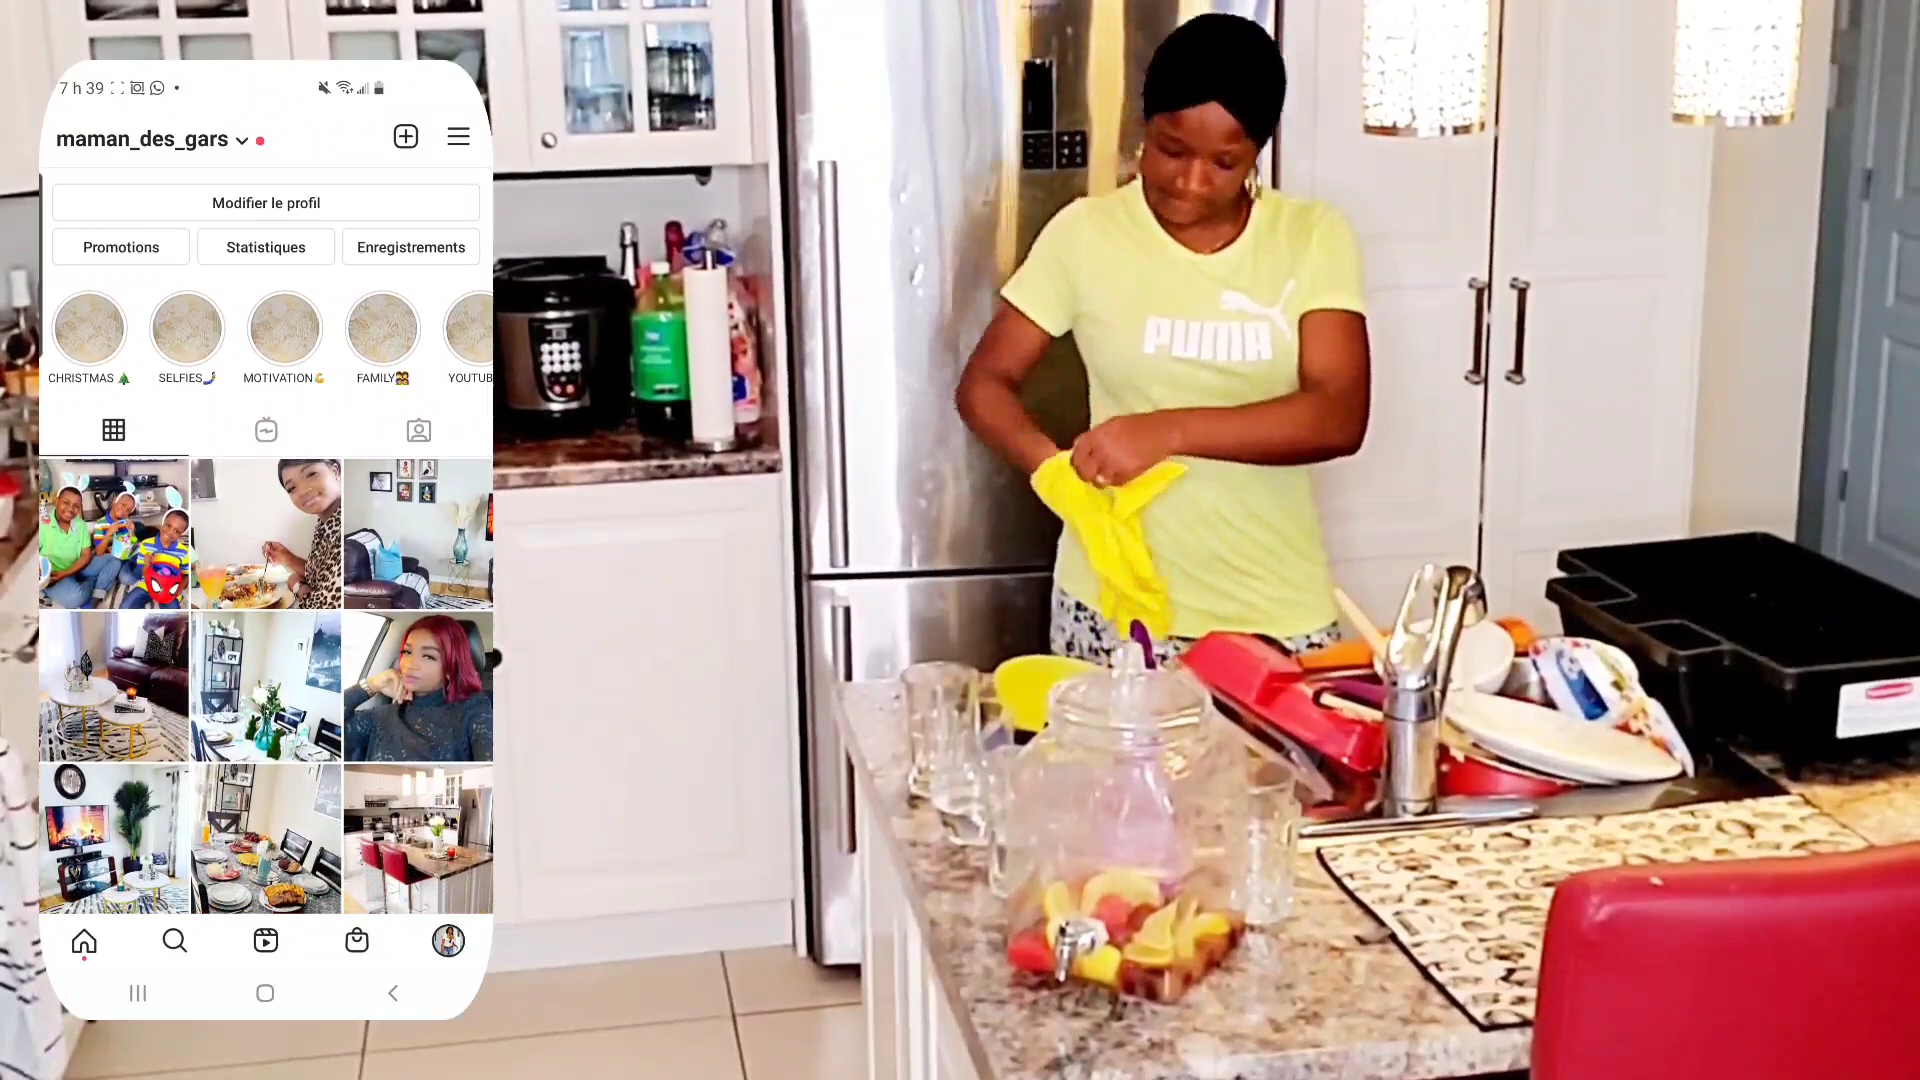 7 h 39
maman_des_gars
Modifier le profil
Promotions
Statistiques
Enregistrements
CHRISTMAS🎄
SELFIES🤳
MOTIVATION💪
FAMILY👨‍👩‍👦
YOUTUB
PUMA